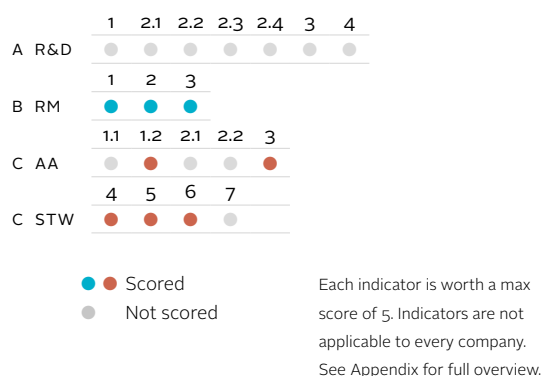 1 2.1 2.2 2.3 2.4 3 4
A R&D
1 2 3
B RM
1.1 1.2 2.1 2.2 3
C AA
4 5 6 7
C STW
Scored
Not scored
Each indicator is worth a max
score of 5. Indicators are not
applicable to every company.
See Appendix for full overview.